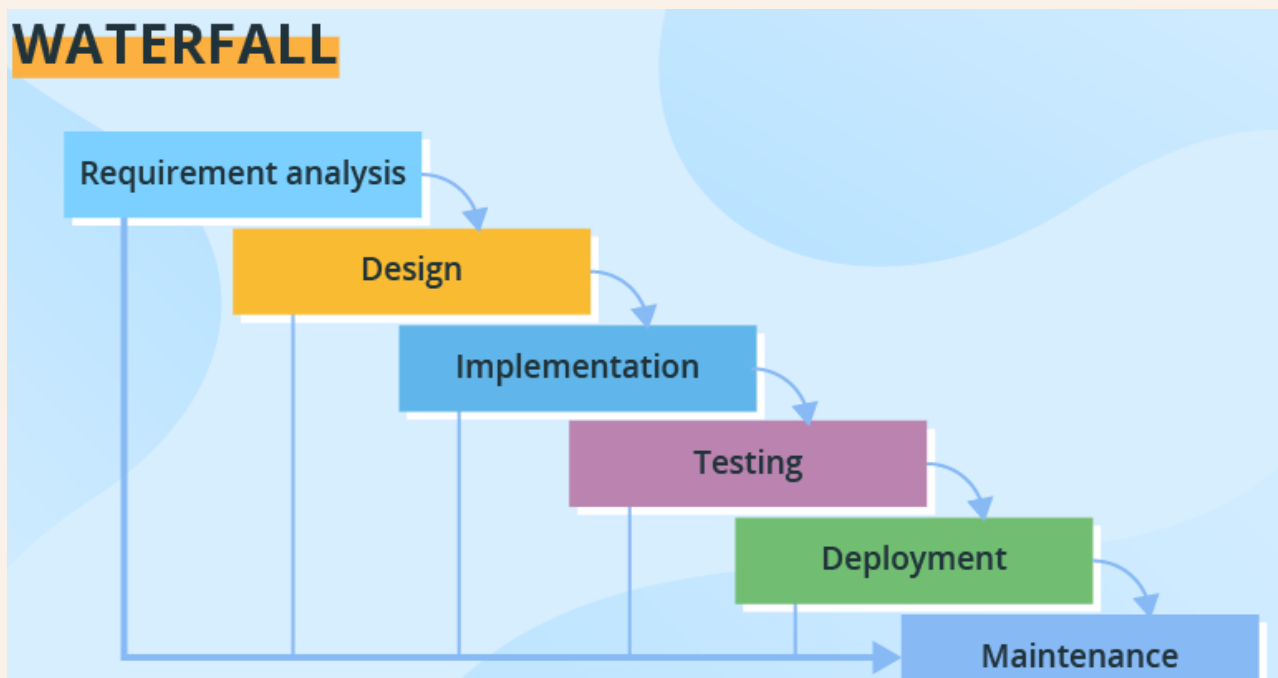 WATERFALL
Requirement analysis
Design
Implementation
Testing
Deployment
Maintenance